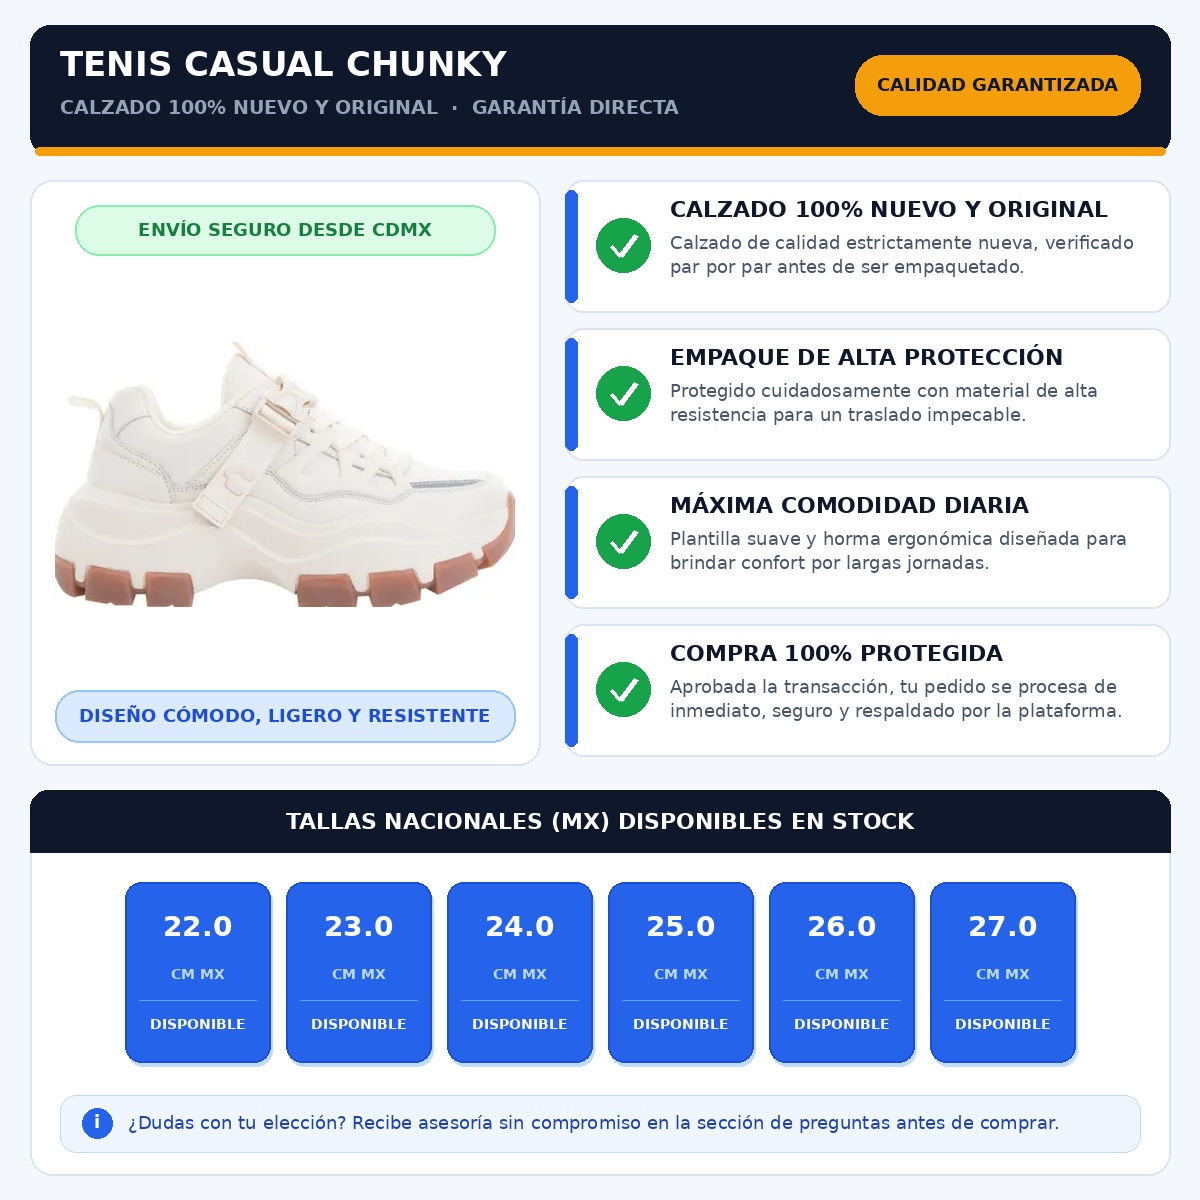 TENIS CASUAL CHUNKY
CALZADO 100% NUEVO Y ORIGINAL · GARANTÍA DIRECTA
CALIDAD GARANTIZADA
ENVÍO SEGURO DESDE CDMX
DISEÑO CÓMODO, LIGERO Y RESISTENTE
CALZADO 100% NUEVO Y ORIGINAL
Calzado de calidad estrictamente nueva, verificado
par por par antes de ser empaquetado.
EMPAQUE DE ALTA PROTECCIÓN
Protegido cuidadosamente con material de alta
resistencia para un traslado impecable.
MÁXIMA COMODIDAD DIARIA
Plantilla suave y horma ergonómica diseñada para
brindar confort por largas jornadas.
COMPRA 100% PROTEGIDA
Aprobada la transacción, tu pedido se procesa de
inmediato, seguro y respaldado por la plataforma.
TALLAS NACIONALES (MX) DISPONIBLES EN STOCK
22.0
CM MX
DISPONIBLE
23.0
CM MX
DISPONIBLE
24.0
CM MX
DISPONIBLE
25.0
CM MX
DISPONIBLE
26.0
CM MX
DISPONIBLE
27.0
CM MX
DISPONIBLE
i
¿Dudas con tu elección? Recibe asesoría sin compromiso en la sección de preguntas antes de comprar.